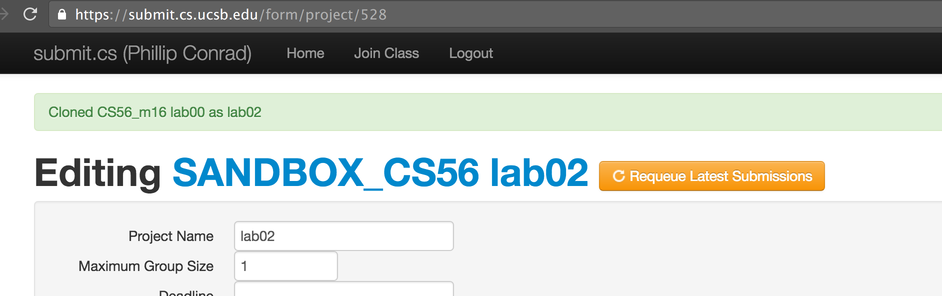 https://submit.cs.ucsb.edu/form/project/528
submit.cs (Phillip Conrad) Home Join Class Logout
Cloned CS56_m16 lab00 as lab02
Editing SANDBOX_CS56 lab02 Requeue Latest Submissions
Project Name lab02
Maximum Group Size 1
Deadline